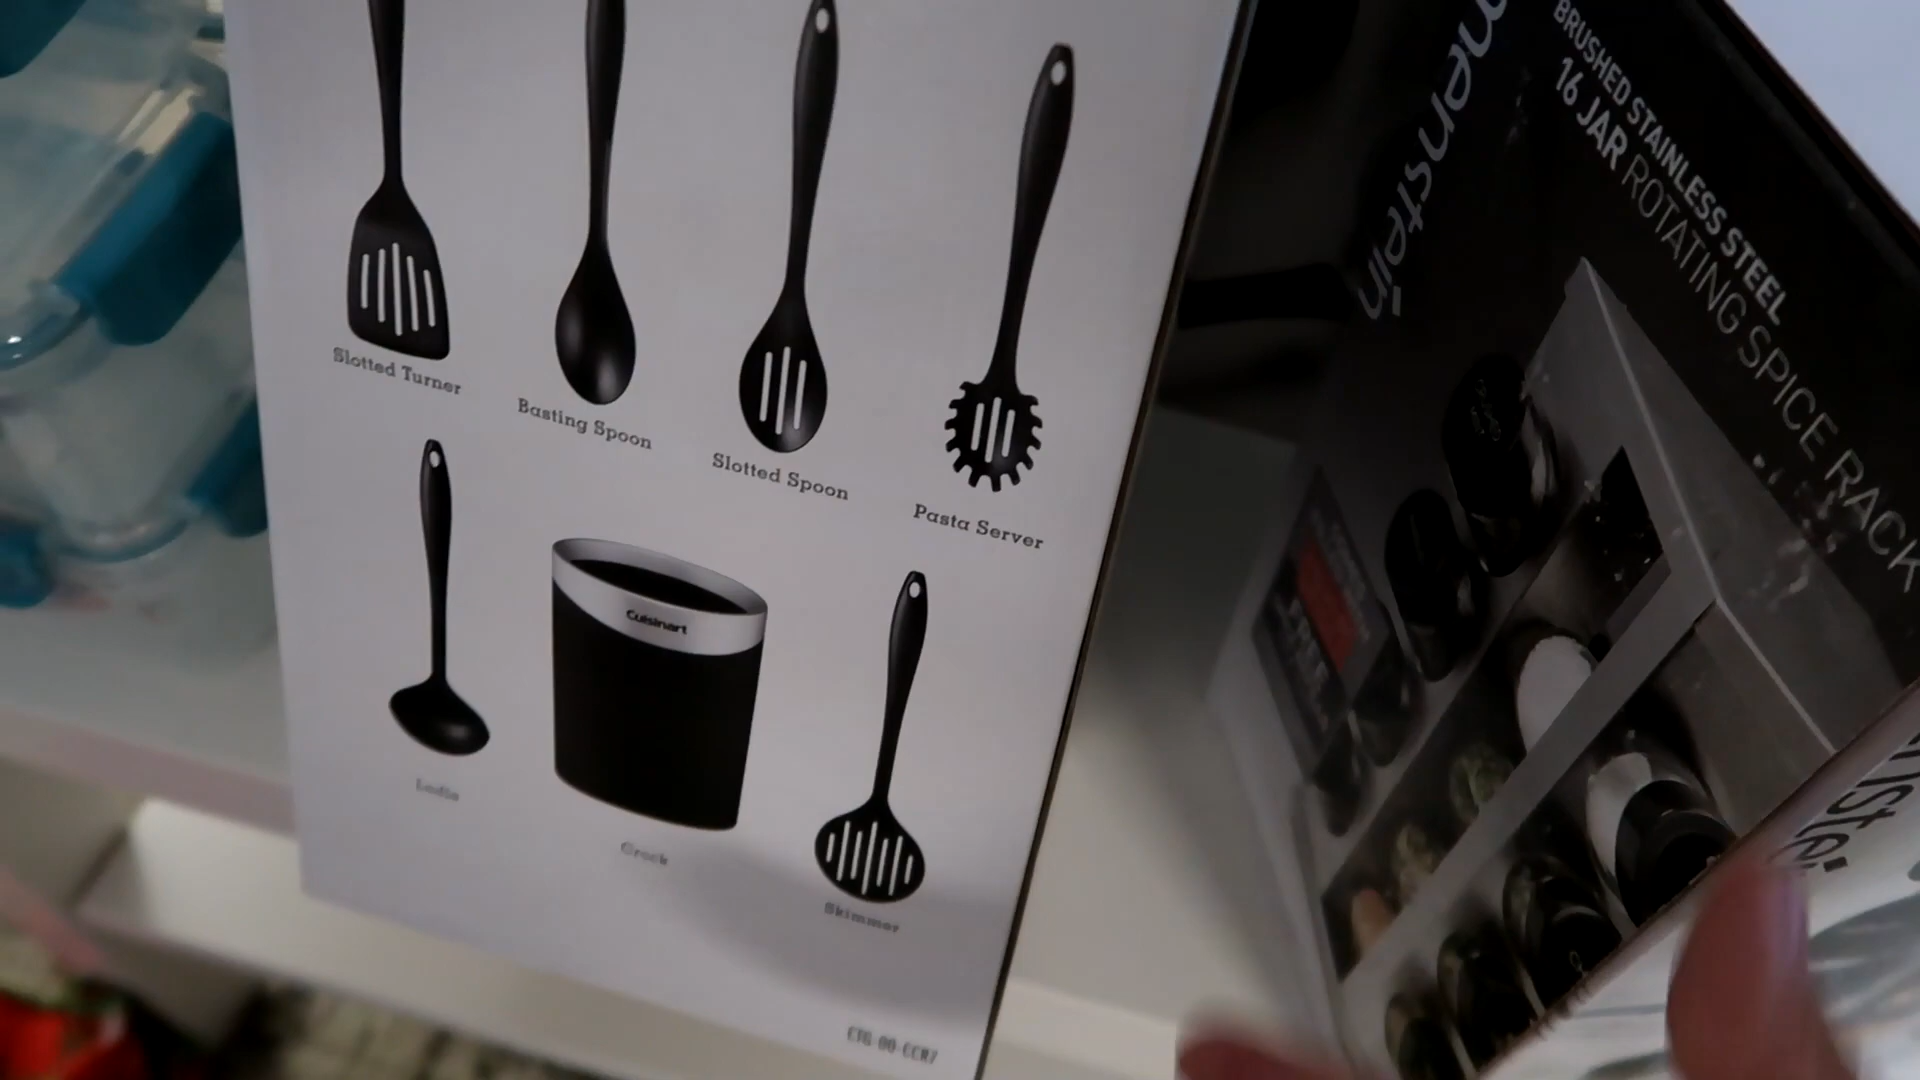 Slotted Turner
Basting Spoon
Slotted Spoon
Pasta Server
Ladle
Cuisinart
Crock
Skimmer
CTG-00-CCR7
menstein
BRUSHED STAINLESS STEEL
16 JAR ROTATING SPICE RACK